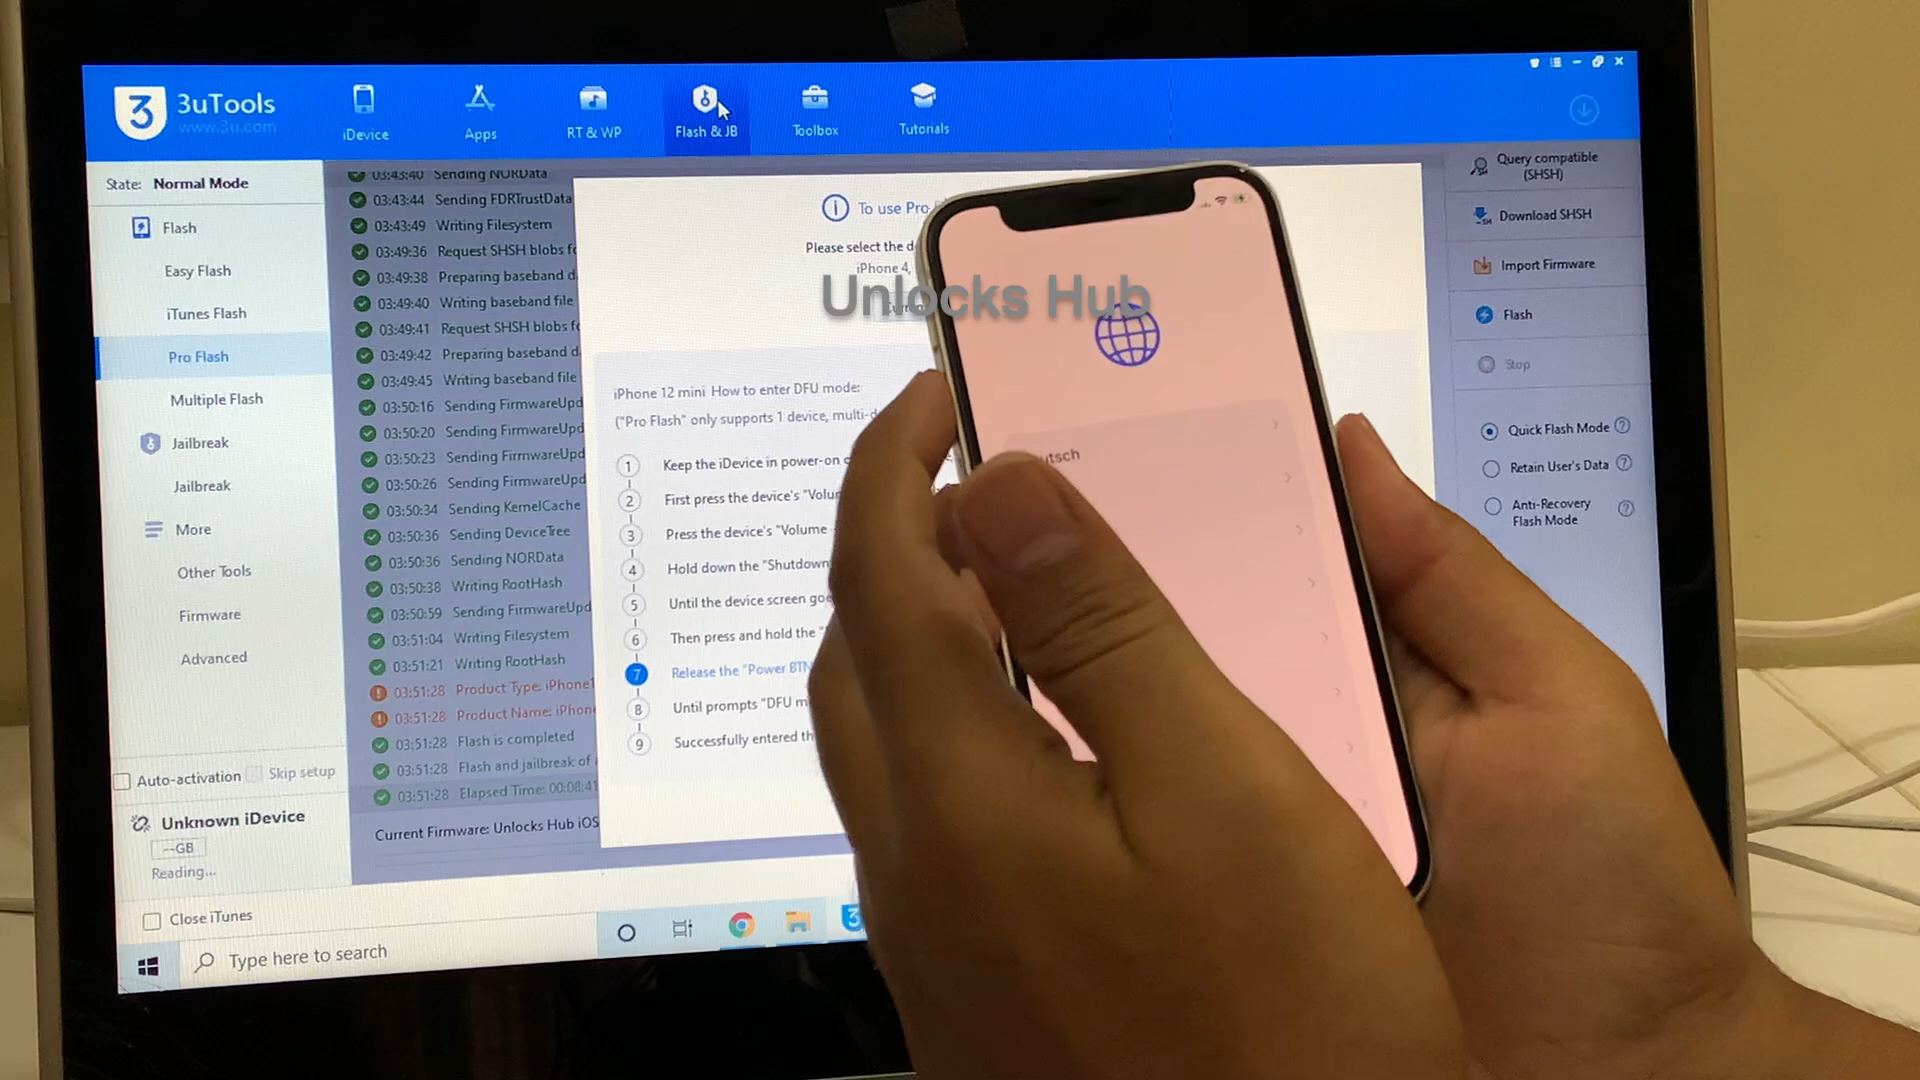 3 3uTools
www.3u.com
iDevice
Apps
RT & WP
Flash & JB
Toolbox
Tutorials
State: Normal Mode
Flash
Easy Flash
iTunes Flash
Pro Flash
Multiple Flash
Jailbreak
Jailbreak
More
Other Tools
Firmware
Advanced
Auto-activation Skip setup
Unknown iDevice
--GB
Reading...
Close iTunes
03:43:40 Sending NORData
03:43:44 Sending FDRTrustData
03:43:49 Writing Filesystem
03:49:36 Request SHSH blobs
03:49:38 Preparing baseband
03:49:40 Writing baseband file
03:49:41 Request SHSH blobs
03:49:42 Preparing baseband
03:49:45 Writing baseband file
03:50:16 Sending FirmwareUpd
03:50:20 Sending FirmwareUpd
03:50:23 Sending FirmwareUpd
03:50:26 Sending FirmwareUpd
03:50:34 Sending KernelCache
03:50:36 Sending DeviceTree
03:50:36 Sending NORData
03:50:38 Writing RootHash
03:50:59 Sending FirmwareUpd
03:51:04 Writing Filesystem
03:51:21 Writing RootHash
03:51:28 Product Type: iPhone1
03:51:28 Product Name: iPhon
03:51:28 Flash is completed
03:51:28 Flash and jailbreak of
03:51:28 Elapsed Time: 00:08:41
Current Firmware: Unlocks Hub iOS
To use Pro
Please select the d
iPhone 4,
Unlocks Hub
iPhone 12 mini How to enter DFU mode:
("Pro Flash" only supports 1 device, multi-d
1 Keep the iDevice in power-on
2 First press the device's "Volu
3 Press the device's "Volume
4 Hold down the "Shutdown
5 Until the device screen goe
6 Then press and hold the "
7 Release the "Power BTN
8 Until prompts "DFU m
9 Successfully entered th
utsch
Query compatible
(SHSH)
Download SHSH
Import Firmware
Flash
Stop
Quick Flash Mode ?
Retain User's Data ?
Anti-Recovery
Flash Mode ?
Type here to search